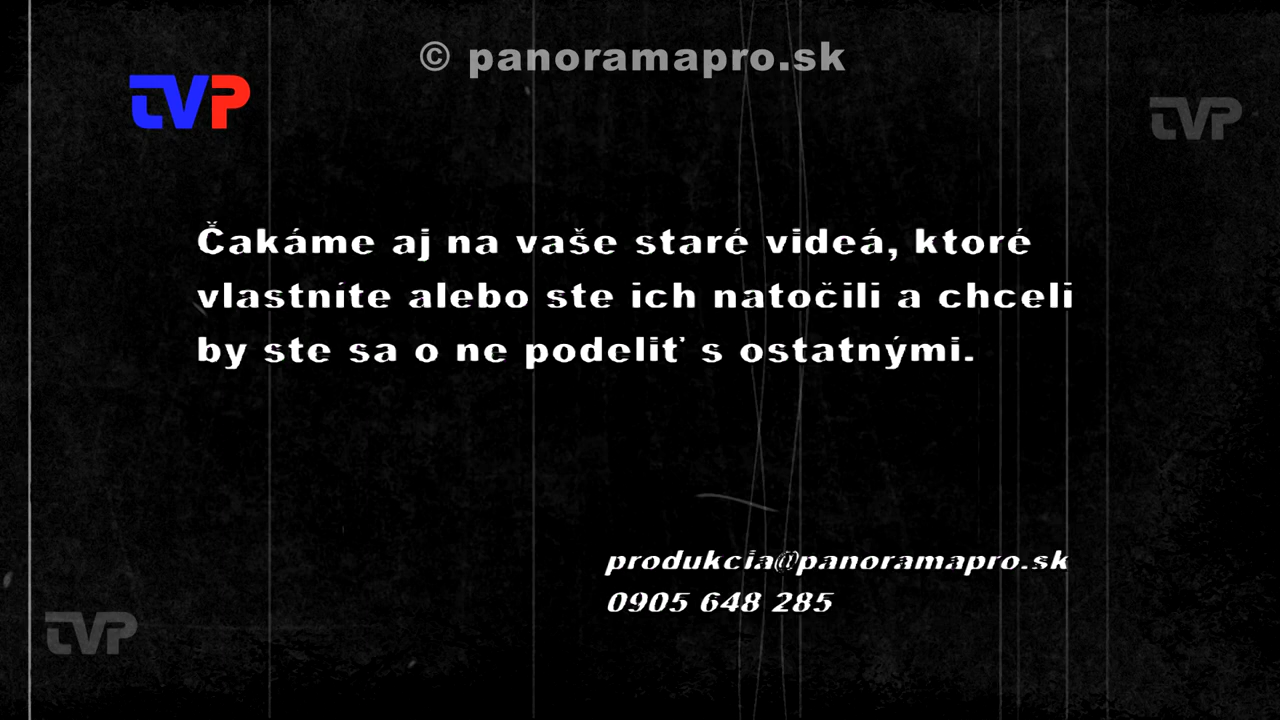 © panoramapro.sk
TVP
TVP
Čakáme aj na vaše staré videá, ktoré
vlastníte alebo ste ich natočili a chceli
by ste sa o ne podeliť s ostatnými.
produkcia@panoramapro.sk
0905 648 285
TVP